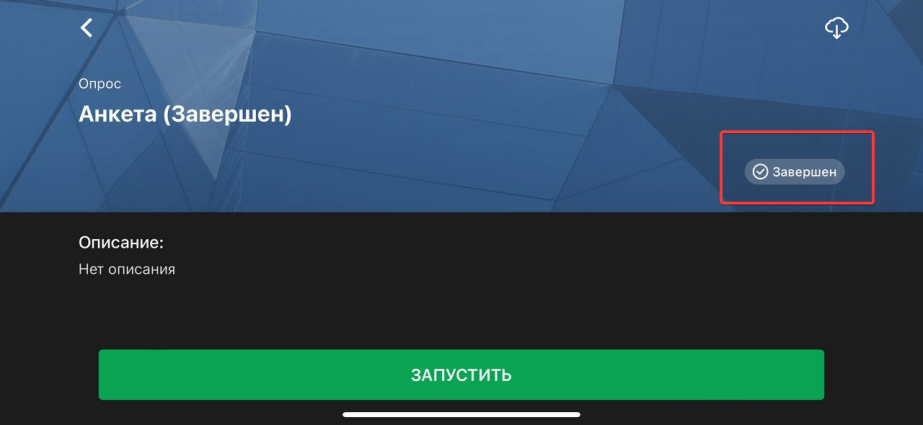 Опрос
Анкета (Завершен)
Завершен
Описание:
Нет описания
ЗАПУСТИТЬ